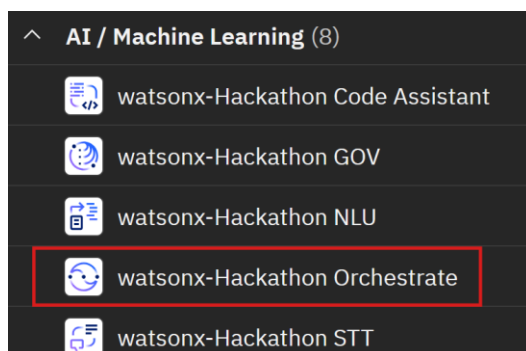 AI / Machine Learning (8)
watsonx-Hackathon Code Assistant
watsonx-Hackathon GOV
watsonx-Hackathon NLU
watsonx-Hackathon Orchestrate
watsonx-Hackathon STT